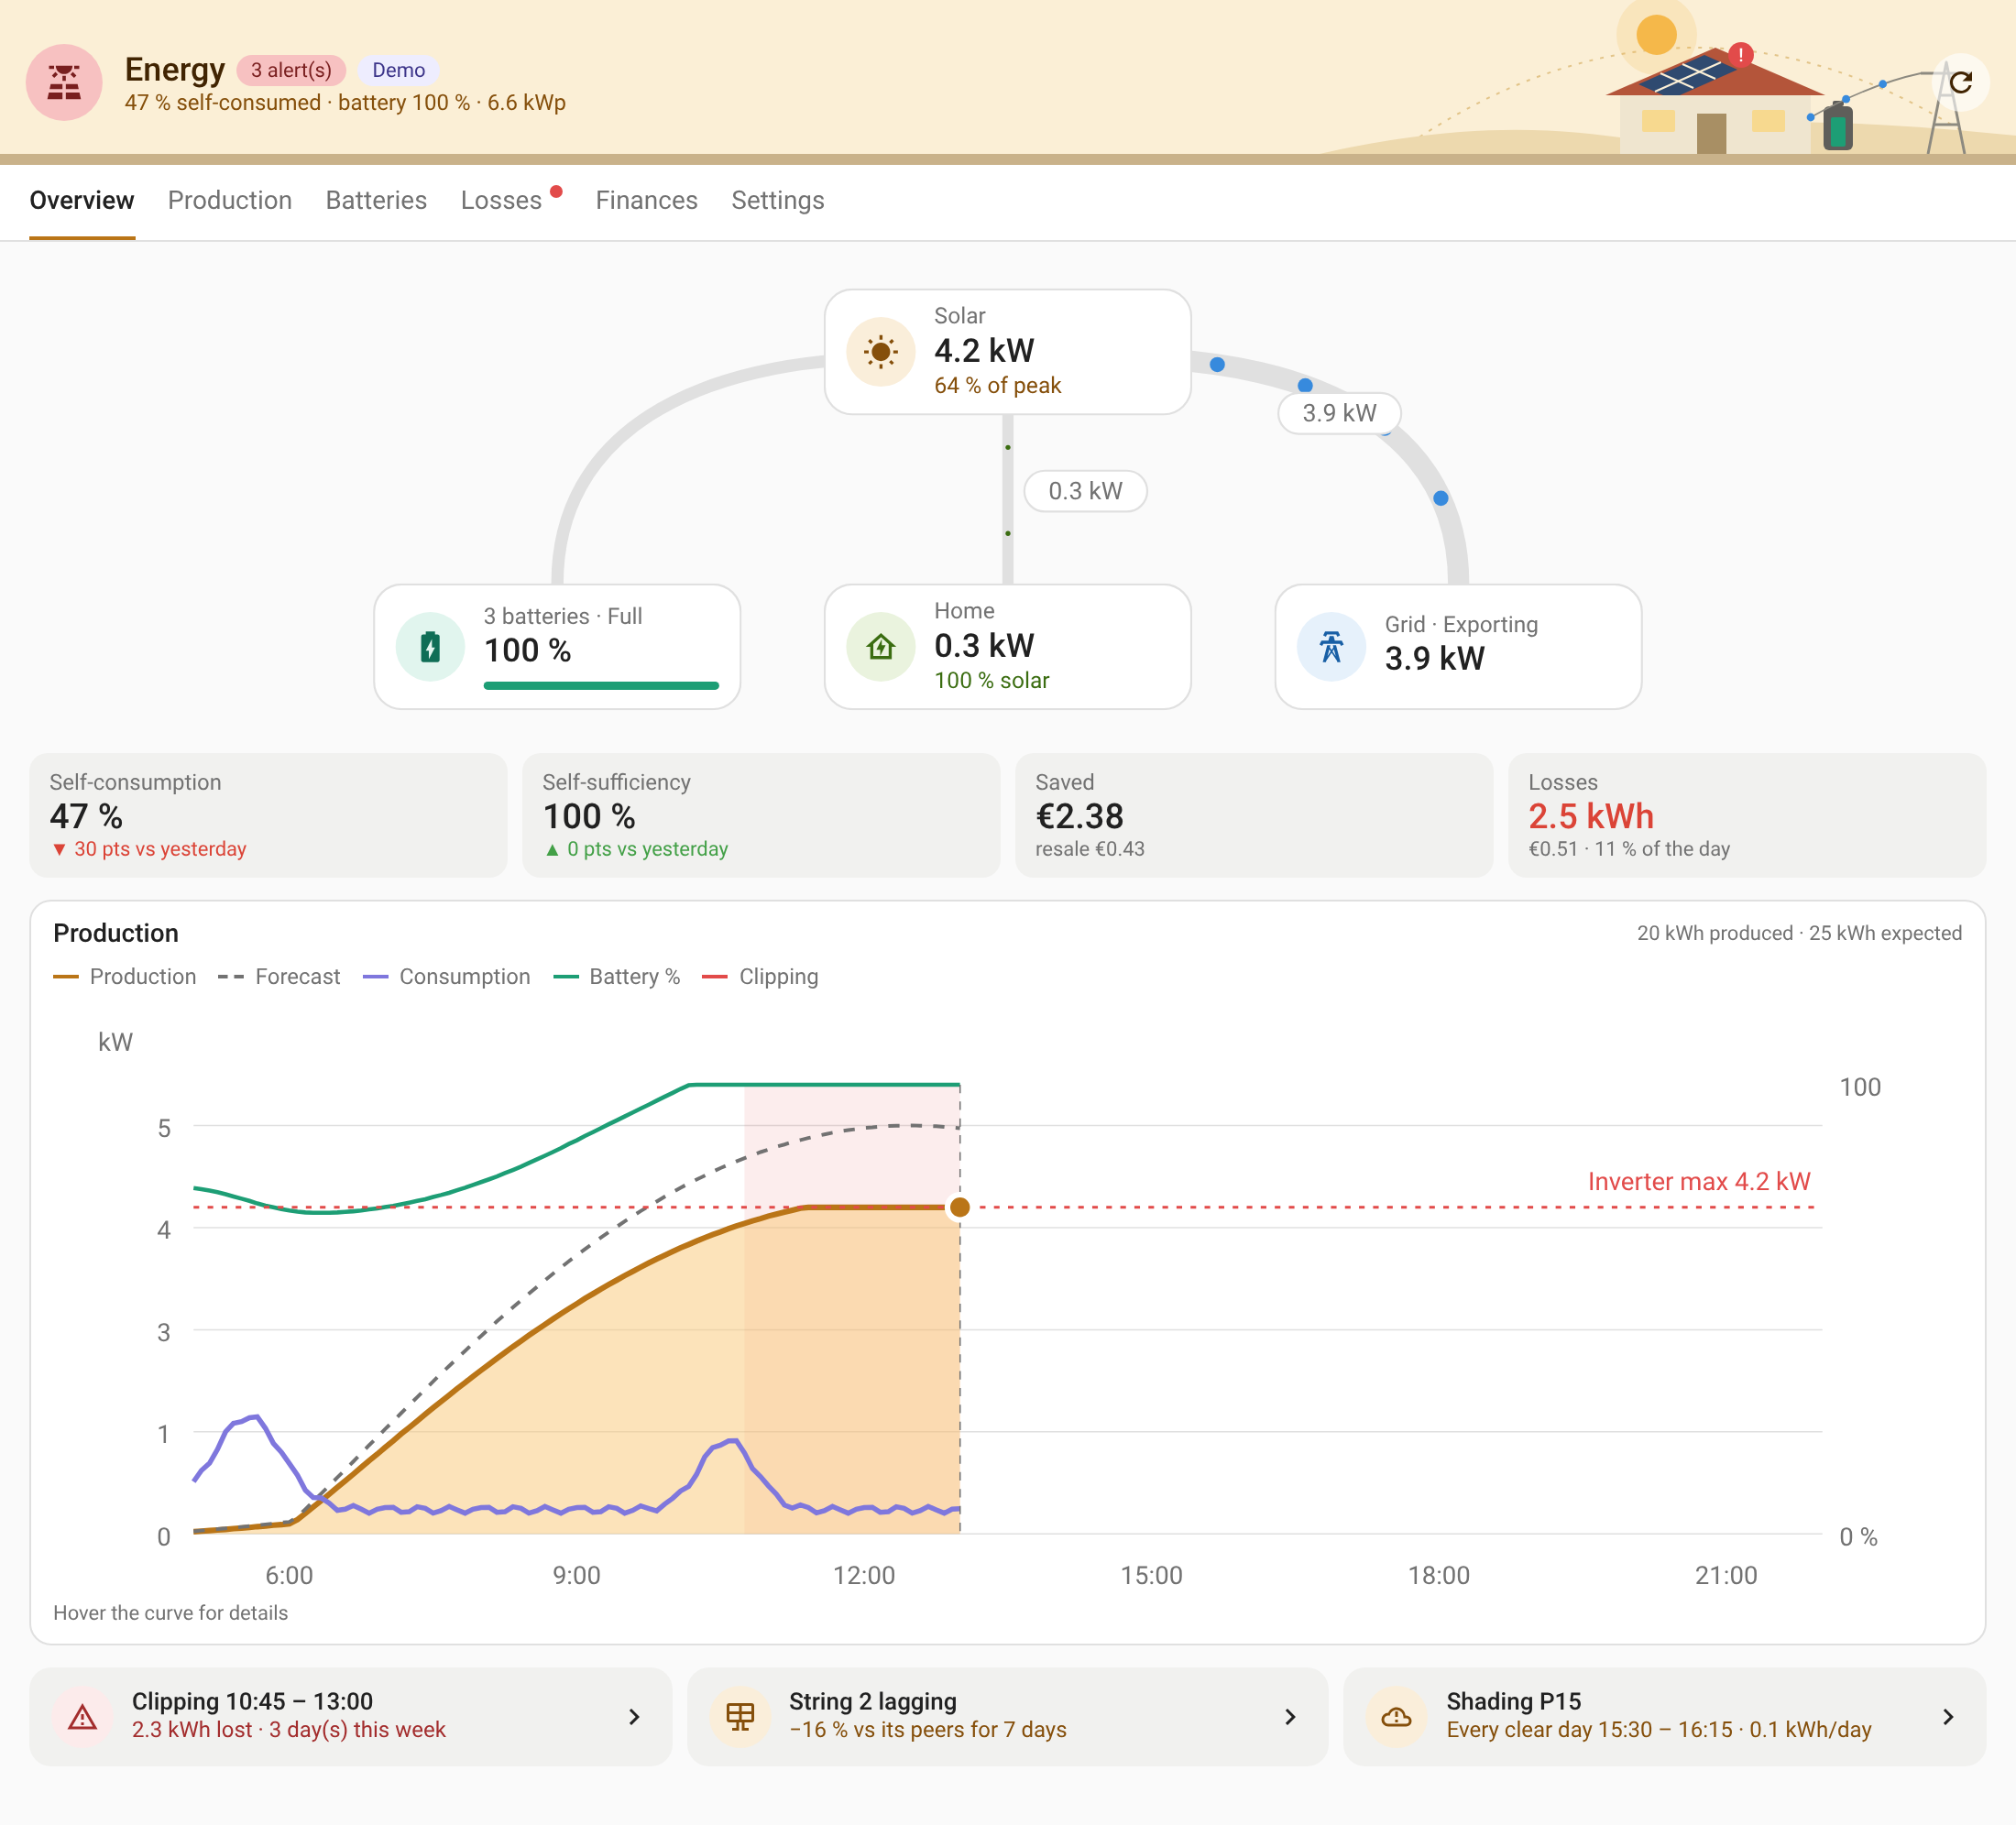 Energy 3 alert(s) Demo
47 % self-consumed · battery 100 % · 6.6 kWp
!
Overview Production Batteries Losses Finances Settings
Solar
4.2 kW
64 % of peak
3.9 kW
0.3 kW
3 batteries · Full
100 %
Home
0.3 kW
100 % solar
Grid · Exporting
3.9 kW
Self-consumption
47 %
▼ 30 pts vs yesterday
Self-sufficiency
100 %
▲ 0 pts vs yesterday
Saved
€2.38
resale €0.43
Losses
2.5 kWh
€0.51 · 11 % of the day
Production
20 kWh produced · 25 kWh expected
Production Forecast Consumption Battery % Clipping
kW
100
5
Inverter max 4.2 kW
4
3
1
0
0 %
6:00 9:00 12:00 15:00 18:00 21:00
Hover the curve for details
Clipping 10:45 – 13:00
2.3 kWh lost · 3 day(s) this week
String 2 lagging
−16 % vs its peers for 7 days
Shading P15
Every clear day 15:30 – 16:15 · 0.1 kWh/day